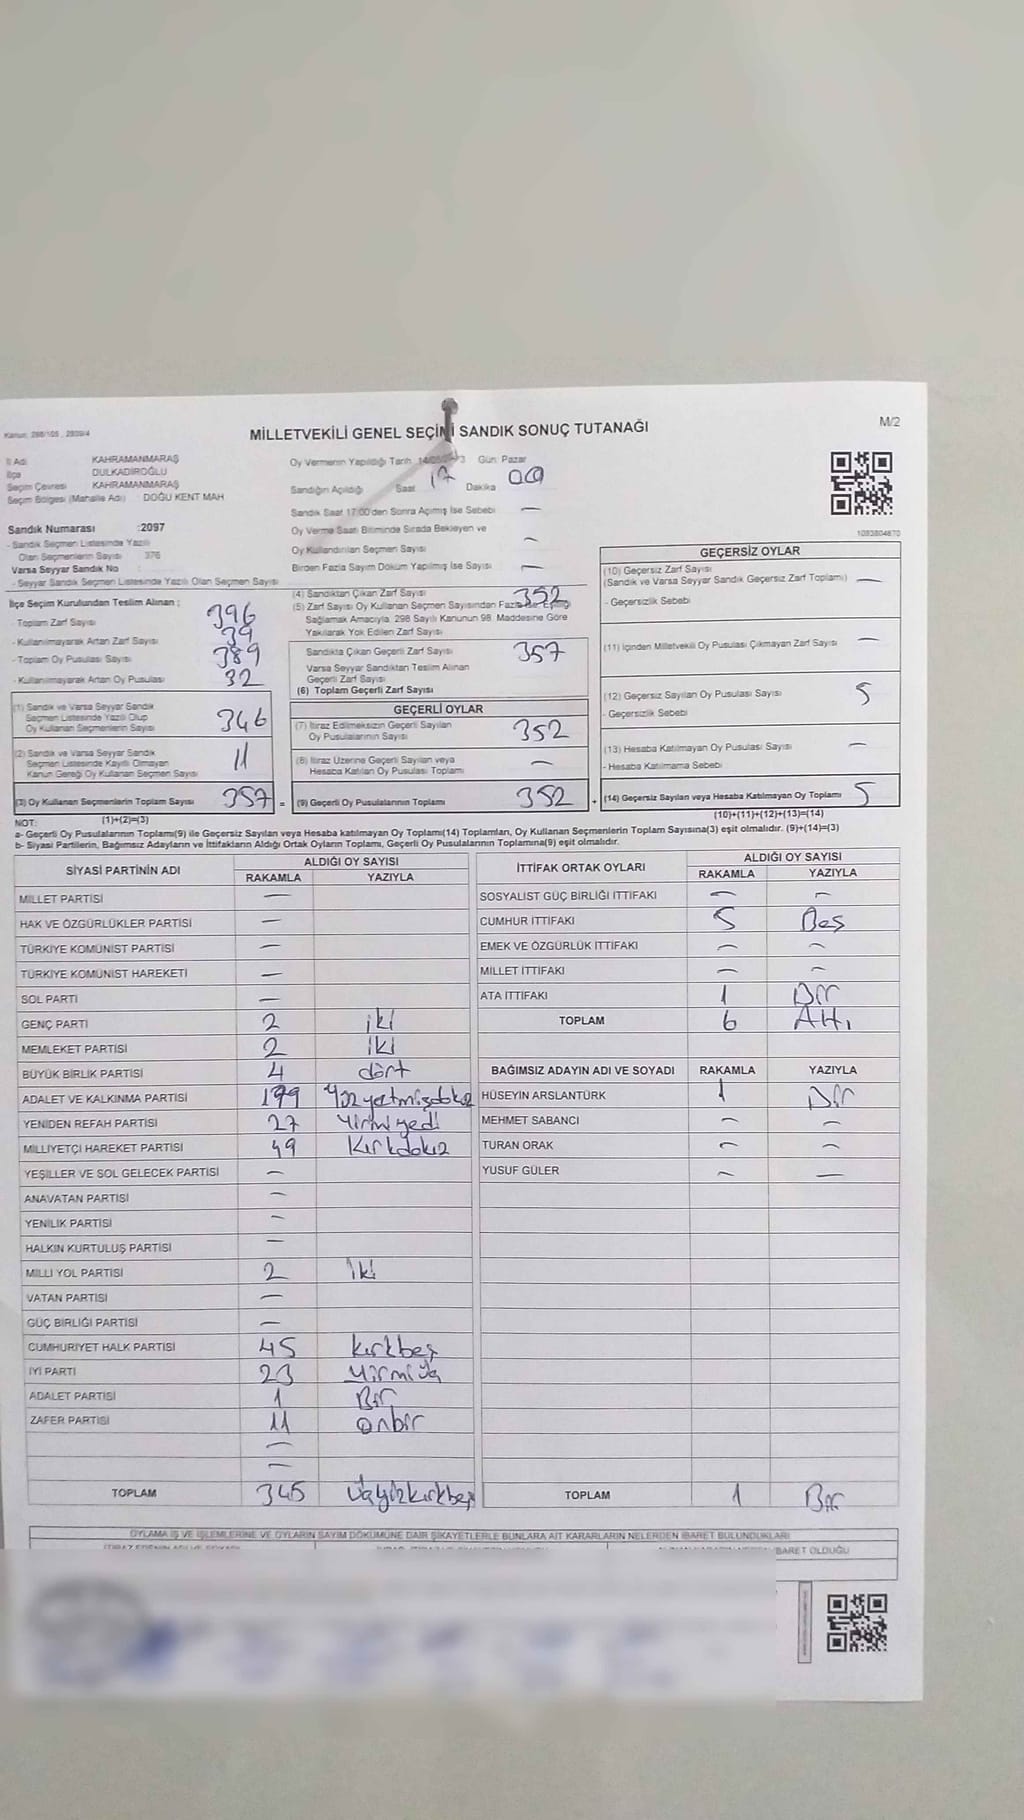 Kanun: 298/105 , 2839/4
MİLLETVEKİLİ GENEL SEÇİMİ SANDIK SONUÇ TUTANAĞI
M/2
İl Adı KAHRAMANMARAŞ
İlçe DULKADİROĞLU
Seçim Çevresi KAHRAMANMARAŞ
Seçim Bölgesi (Mahalle Adı) : DOĞU KENT MAH
Sandık Numarası :2097
- Sandık Seçmen Listesinde Yazılı
Olan Seçmenlerin Sayısı 376
Varsa Seyyar Sandık No :
- Seyyar Sandık Seçmen Listesinde Yazılı Olan Seçmen Sayısı
Oy Vermenin Yapıldığı Tarih Gün: Pazar
Sandığın Açıldığı Saat 17 Dakika 00
Sandık Saat 17:00'den Sonra Açılmış İse Sebebi —
Oy Verme Saati Bitiminde Sırada Bekleyen ve
Oy Kullandırılan Seçmen Sayısı —
Birden Fazla Sayım Döküm Yapılmış İse Sayısı —
İlçe Seçim Kurulundan Teslim Alınan ;
- Toplam Zarf Sayısı 396
- Kullanılmayarak Artan Zarf Sayısı 39
- Toplam Oy Pusulası Sayısı 389
- Kullanılmayarak Artan Oy Pusulası 32
(1) Sandık ve Varsa Seyyar Sandık
Seçmen Listesinde Yazılı Olup
Oy Kullanan Seçmenlerin Sayısı 346
(2) Sandık ve Varsa Seyyar Sandık
Seçmen Listesinde Kayıtlı Olmayan
Kanun Gereği Oy Kullanan Seçmen Sayısı 11
(3) Oy Kullanan Seçmenlerin Toplam Sayısı 357 =
(1)+(2)=(3)
(4) Sandıktan Çıkan Zarf Sayısı 352
(5) Zarf Sayısı Oy Kullanan Seçmen Sayısından Fazla İse, Eşitliği
Sağlamak Amacıyla, 298 Sayılı Kanunun 98. Maddesine Göre
Yakılarak Yok Edilen Zarf Sayısı
Sandıkta Çıkan Geçerli Zarf Sayısı 357
Varsa Seyyar Sandıktan Teslim Alınan
Geçerli Zarf Sayısı
(6) Toplam Geçerli Zarf Sayısı
GEÇERLİ OYLAR
(7) İtiraz Edilmeksizin Geçerli Sayılan
Oy Pusulalarının Sayısı 352
(8) İtiraz Üzerine Geçerli Sayılan veya
Hesaba Katılan Oy Pusulası Toplamı —
(9) Geçerli Oy Pusulalarının Toplamı 352 +
1083804870
GEÇERSİZ OYLAR
(10) Geçersiz Zarf Sayısı
(Sandık ve Varsa Seyyar Sandık Geçersiz Zarf Toplamı) —
- Geçersizlik Sebebi
(11) İçinden Milletvekili Oy Pusulası Çıkmayan Zarf Sayısı —
(12) Geçersiz Sayılan Oy Pusulası Sayısı 5
- Geçersizlik Sebebi
(13) Hesaba Katılmayan Oy Pusulası Sayısı —
- Hesaba Katılmama Sebebi
(14) Geçersiz Sayılan veya Hesaba Katılmayan Oy Toplamı 5
(10)+(11)+(12)+(13)=(14)
NOT:
a- Geçerli Oy Pusulalarının Toplamı(9) ile Geçersiz Sayılan veya Hesaba katılmayan Oy Toplamı(14) Toplamları, Oy Kullanan Seçmenlerin Toplam Sayısına(3) eşit olmalıdır. (9)+(14)=(3)
b- Siyasi Partilerin, Bağımsız Adayların ve İttifakların Aldığı Ortak Oyların Toplamı, Geçerli Oy Pusulalarının Toplamına(9) eşit olmalıdır.
SİYASİ PARTİNİN ADI ALDIĞI OY SAYISI
RAKAMLA YAZIYLA
MİLLET PARTİSİ —
HAK VE ÖZGÜRLÜKLER PARTİSİ —
TÜRKİYE KOMÜNİST PARTİSİ —
TÜRKİYE KOMÜNİST HAREKETİ —
SOL PARTİ —
GENÇ PARTİ 2 iki
MEMLEKET PARTİSİ 2 iki
BÜYÜK BİRLİK PARTİSİ 4 dört
ADALET VE KALKINMA PARTİSİ 179 Yüzyetmişdokuz
YENİDEN REFAH PARTİSİ 27 Yirmiyedi
MİLLİYETÇİ HAREKET PARTİSİ 49 Kırkdokuz
YEŞİLLER VE SOL GELECEK PARTİSİ —
ANAVATAN PARTİSİ —
YENİLİK PARTİSİ —
HALKIN KURTULUŞ PARTİSİ —
MİLLİ YOL PARTİSİ 2 İki
VATAN PARTİSİ —
GÜÇ BİRLİĞİ PARTİSİ —
CUMHURİYET HALK PARTİSİ 45 kırkbeş
İYİ PARTİ 23 Yirmiüç
ADALET PARTİSİ 1 Bir
ZAFER PARTİSİ 11 onbir
—
—
TOPLAM 345 üçyüzkırkbeş
İTTİFAK ORTAK OYLARI ALDIĞI OY SAYISI
RAKAMLA YAZIYLA
SOSYALİST GÜÇ BİRLİĞİ İTTİFAKI — —
CUMHUR İTTİFAKI 5 Beş
EMEK VE ÖZGÜRLÜK İTTİFAKI — —
MİLLET İTTİFAKI — —
ATA İTTİFAKI 1 Bir
TOPLAM 6 Altı
BAĞIMSIZ ADAYIN ADI VE SOYADI RAKAMLA YAZIYLA
HÜSEYİN ARSLANTÜRK 1 Bir
MEHMET SABANCI — —
TURAN ORAK — —
YUSUF GÜLER — —
TOPLAM 1 Bir
OYLAMA İŞ VE İŞLEMLERİNE VE OYLARIN SAYIM DÖKÜMÜNE DAİR ŞİKAYETLERLE BUNLARA AİT KARARLARIN NELERDEN İBARET BULUNDUKLARI
İBARET OLDUĞU